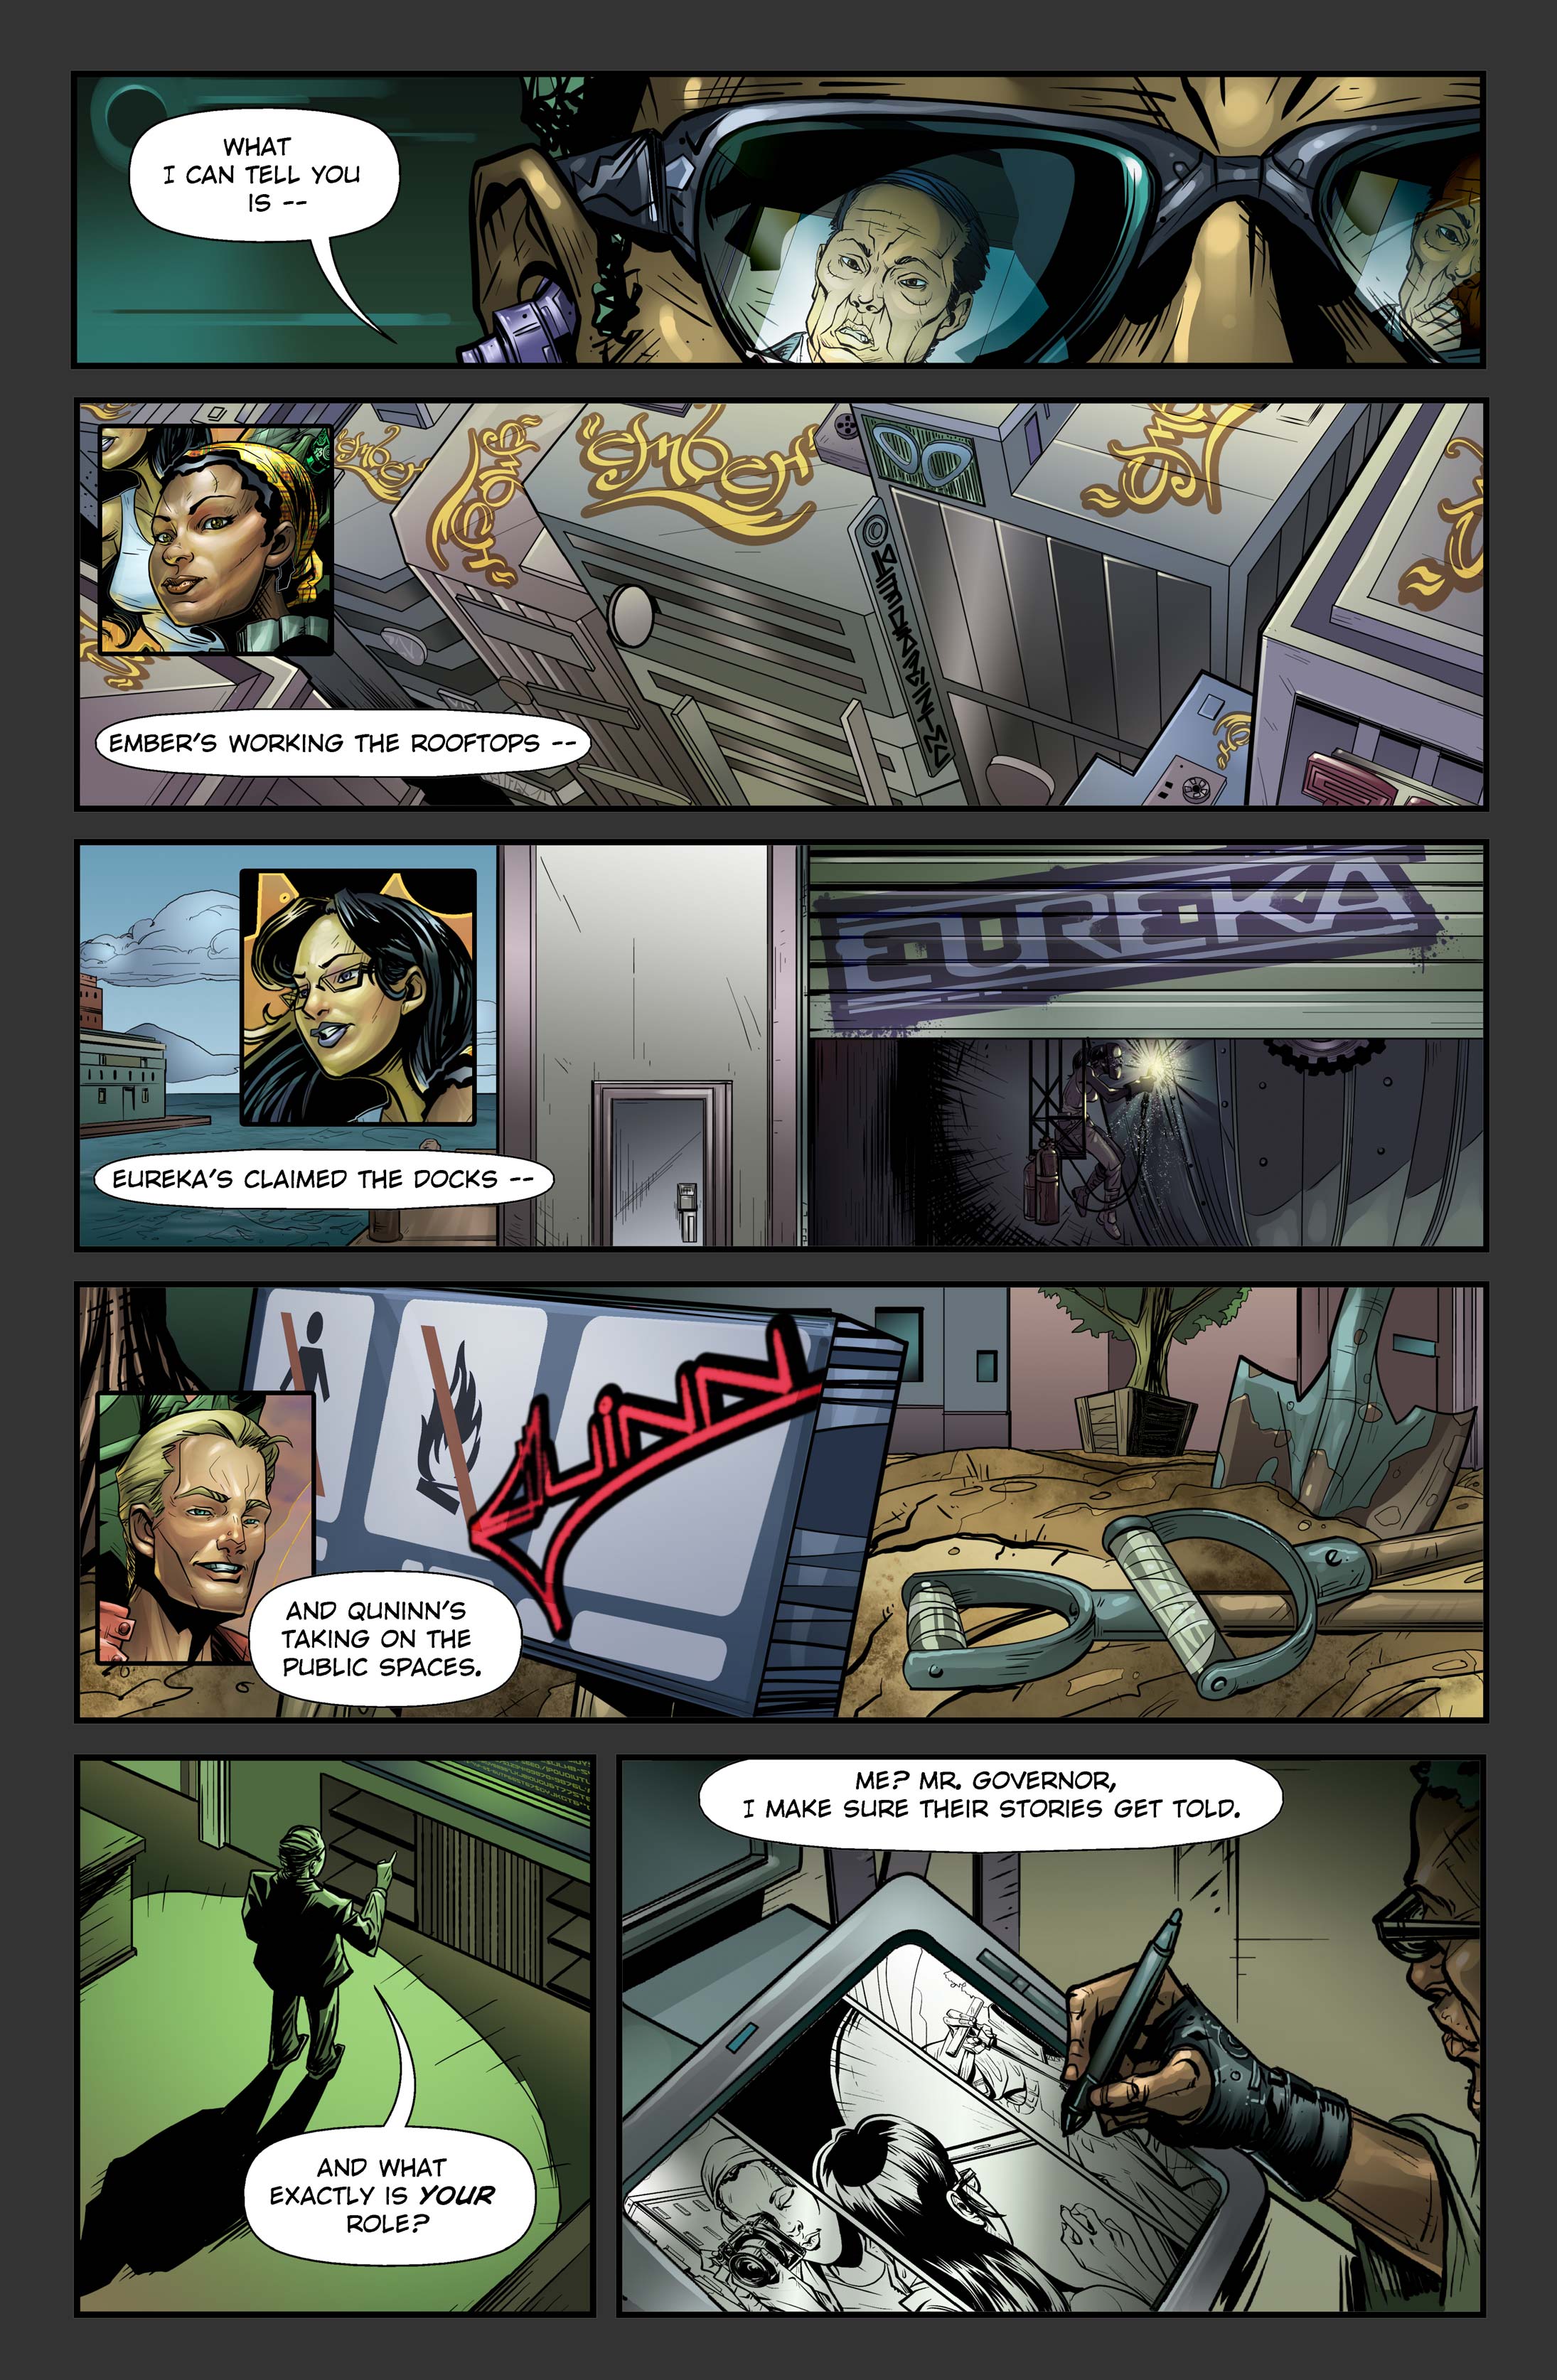 WHAT
I CAN TELL YOU
IS --
Ember
Ember
Ember
EMBER'S WORKING THE ROOFTOPS --
EUREKA
EUREKA'S CLAIMED THE DOCKS --
QUINN
AND QUNINN'S
TAKING ON THE
PUBLIC SPACES.
AND WHAT
EXACTLY IS YOUR
ROLE?
ME? MR. GOVERNOR,
I MAKE SURE THEIR STORIES GET TOLD.